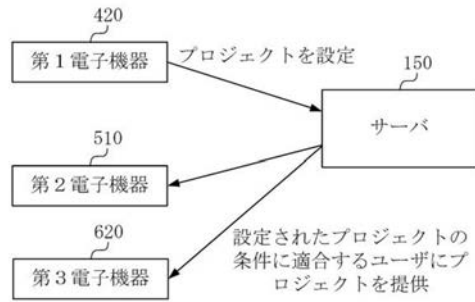 420
第1電子機器
プロジェクトを設定
150
サーバ
510
第2電子機器
620
第3電子機器
設定されたプロジェクトの
条件に適合するユーザにプ
ロジェクトを提供